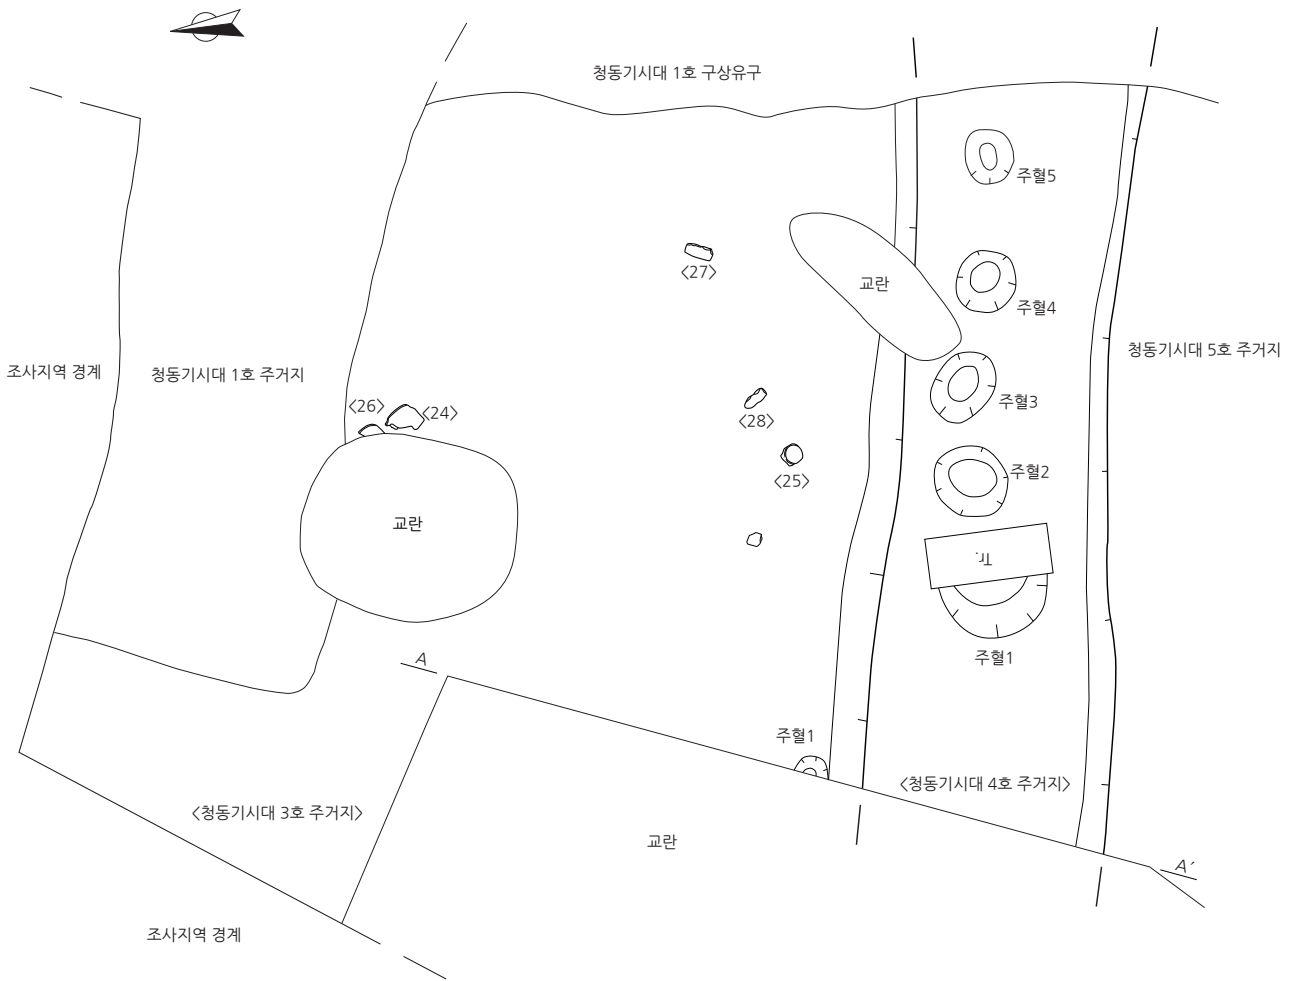 청동기시대 1호 구상유구
주혈5
<27>
교란
주혈4
청동기시대 5호 주거지
조사지역 경계
청동기시대 1호 주거지
<26>
<24>
주혈3
<28>
주혈2
<25>
교란
Tr.
A
주혈1
주혈1
<청동기시대 4호 주거지>
<청동기시대 3호 주거지>
교란
A′
조사지역 경계